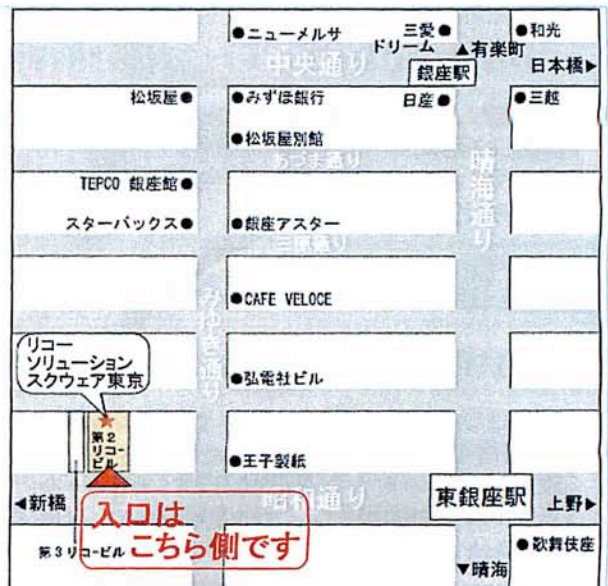 ●ニューメルサ
三愛●
ドリーム
●和光
▲有楽町
中央通り
銀座駅
日本橋▶
松坂屋●
●みずほ銀行
日産●
●三越
●松坂屋別館
あづま通り
晴海通り
TEPCO 銀座館●
スターバックス●
●銀座アスター
三原通り
みゆき通り
●CAFE VELOCE
リコー
ソリューション
スクウェア東京
●弘電社ビル
★
第2
リコー
ビル
●王子製紙
◀新橋
昭和通り
東銀座駅
上野▶
入口は
こちら側です
第3リコービル
●歌舞伎座
▼晴海